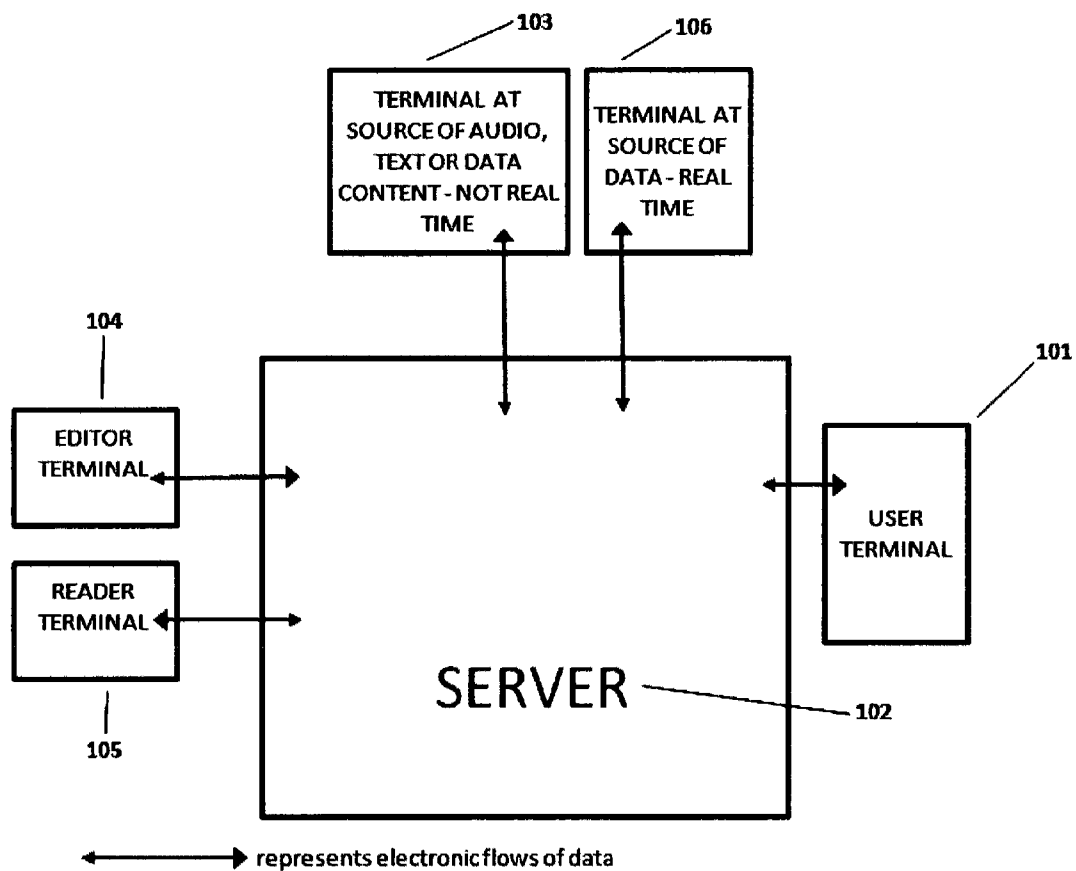 103
106
TERMINAL AT
SOURCE OF AUDIO,
TEXT OR DATA
CONTENT - NOT REAL
TIME
TERMINAL AT
SOURCE OF
DATA - REAL
TIME
104
101
EDITOR
TERMINAL
USER
TERMINAL
READER
TERMINAL
SERVER
102
105
represents electronic flows of data